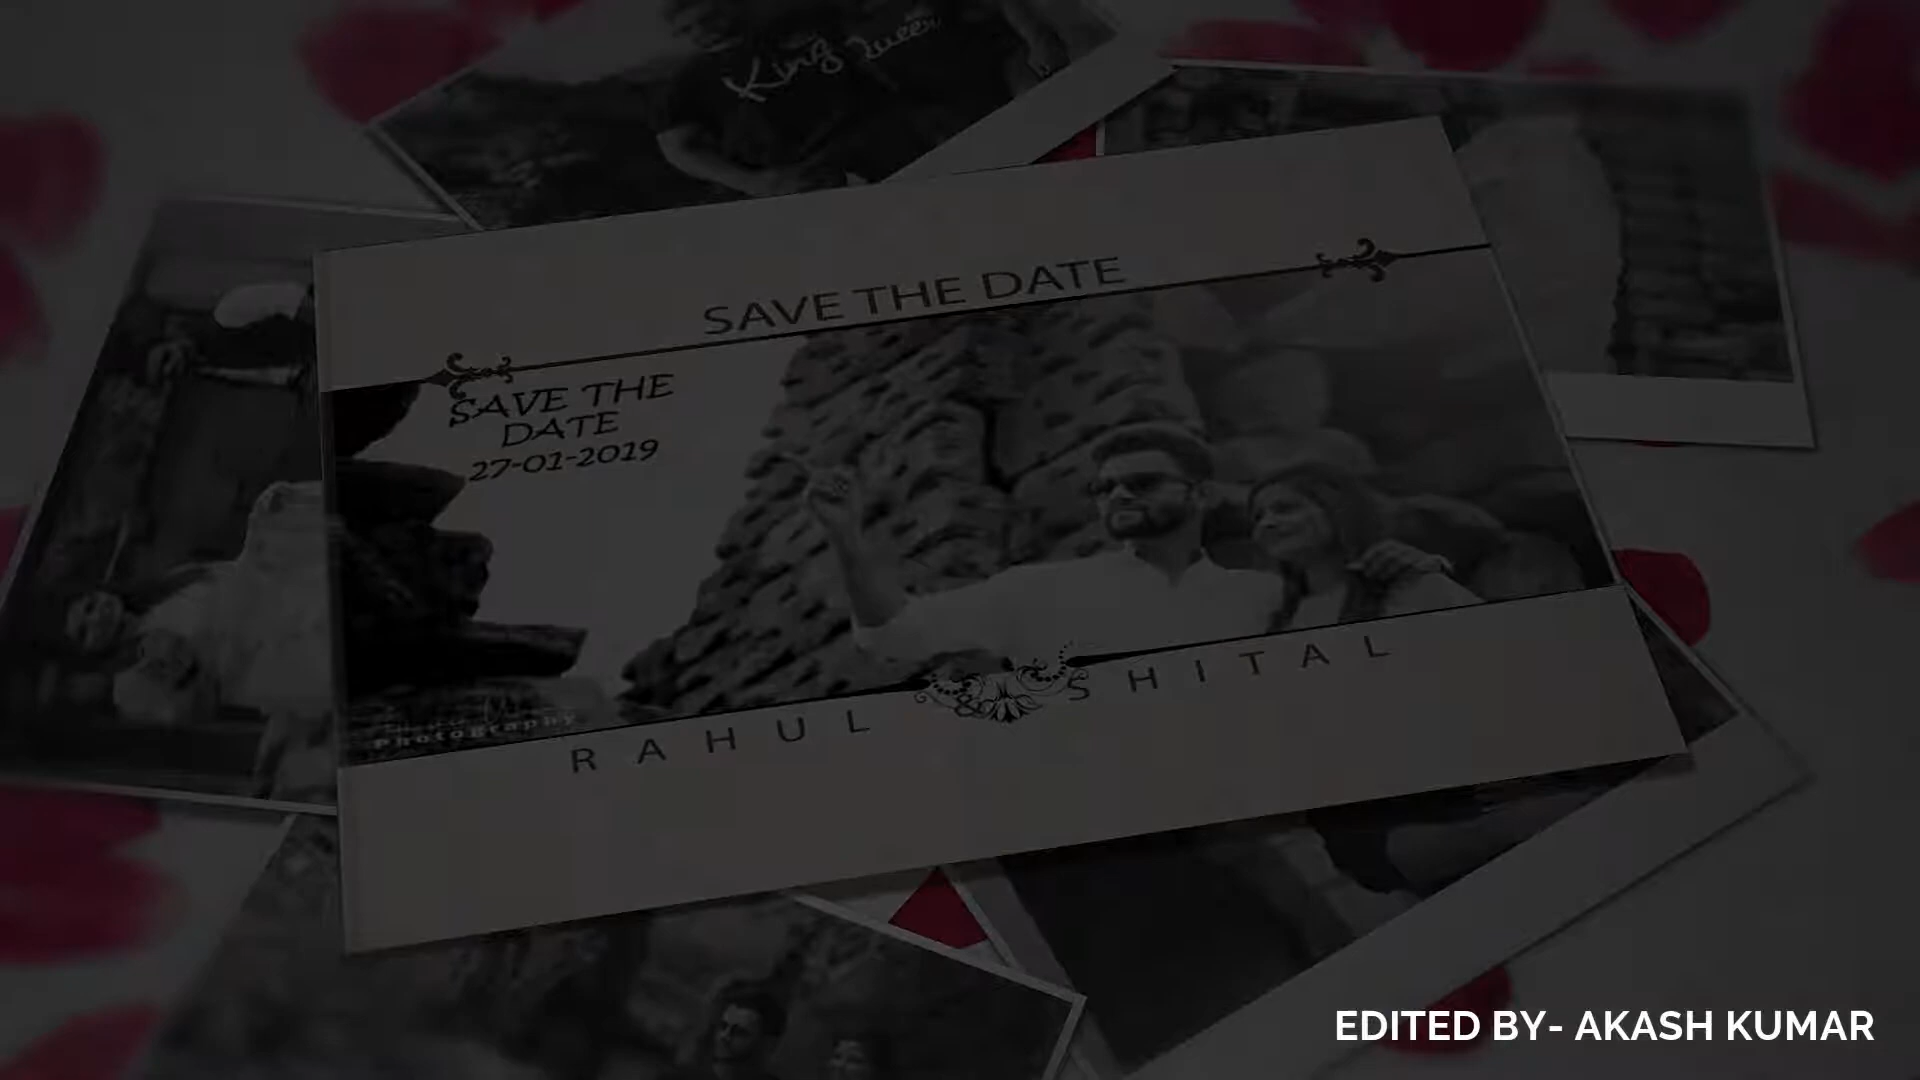 King Queen
SAVE THE DATE
SAVE THE
DATE
27-01-2019
Photography
RAHUL & SHITAL
EDITED BY- AKASH KUMAR